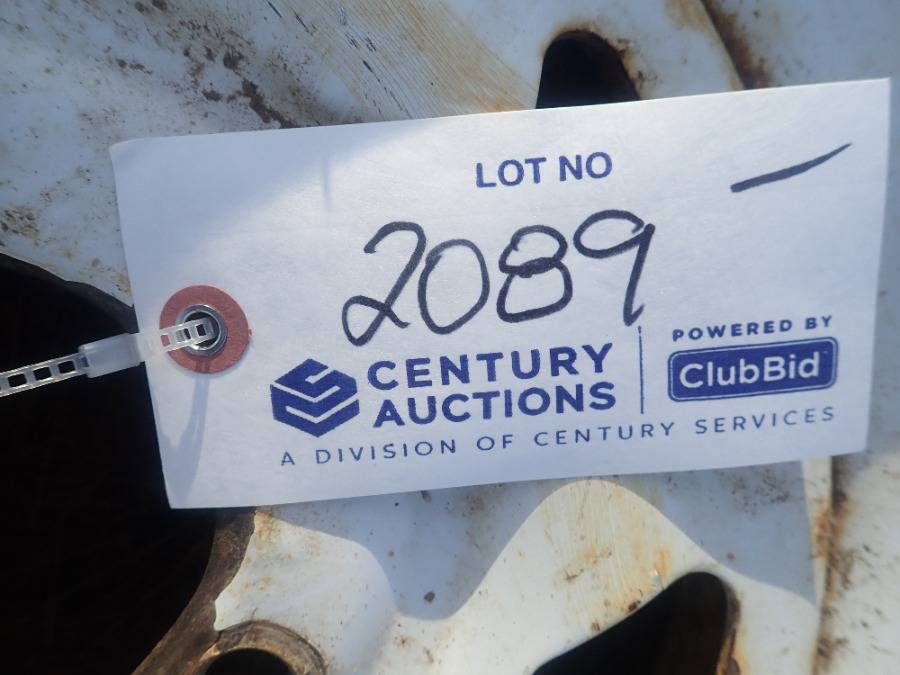 LOT NO
2089 —
CENTURY
AUCTIONS
A DIVISION OF CENTURY SERVICES
POWERED BY
ClubBid